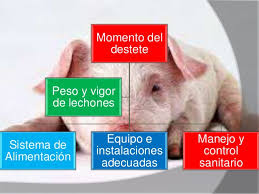 Momento del
destete
Peso y vigor
de lechones
Sistema de
Alimentación
Equipo e
instalaciones
adecuadas
Manejo y
control
sanitario